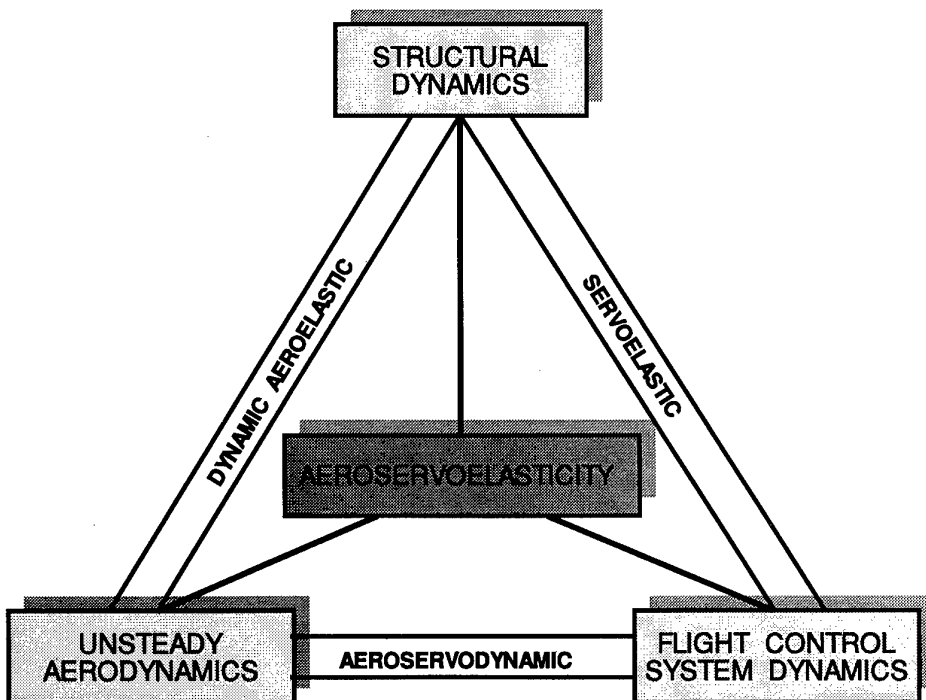 STRUCTURAL
DYNAMICS
DYNAMIC AEROELASTIC
SERVOELASTIC
AEROSERVOELASTICITY
UNSTEADY
AERODYNAMICS
AEROSERVODYNAMIC
FLIGHT CONTROL
SYSTEM DYNAMICS